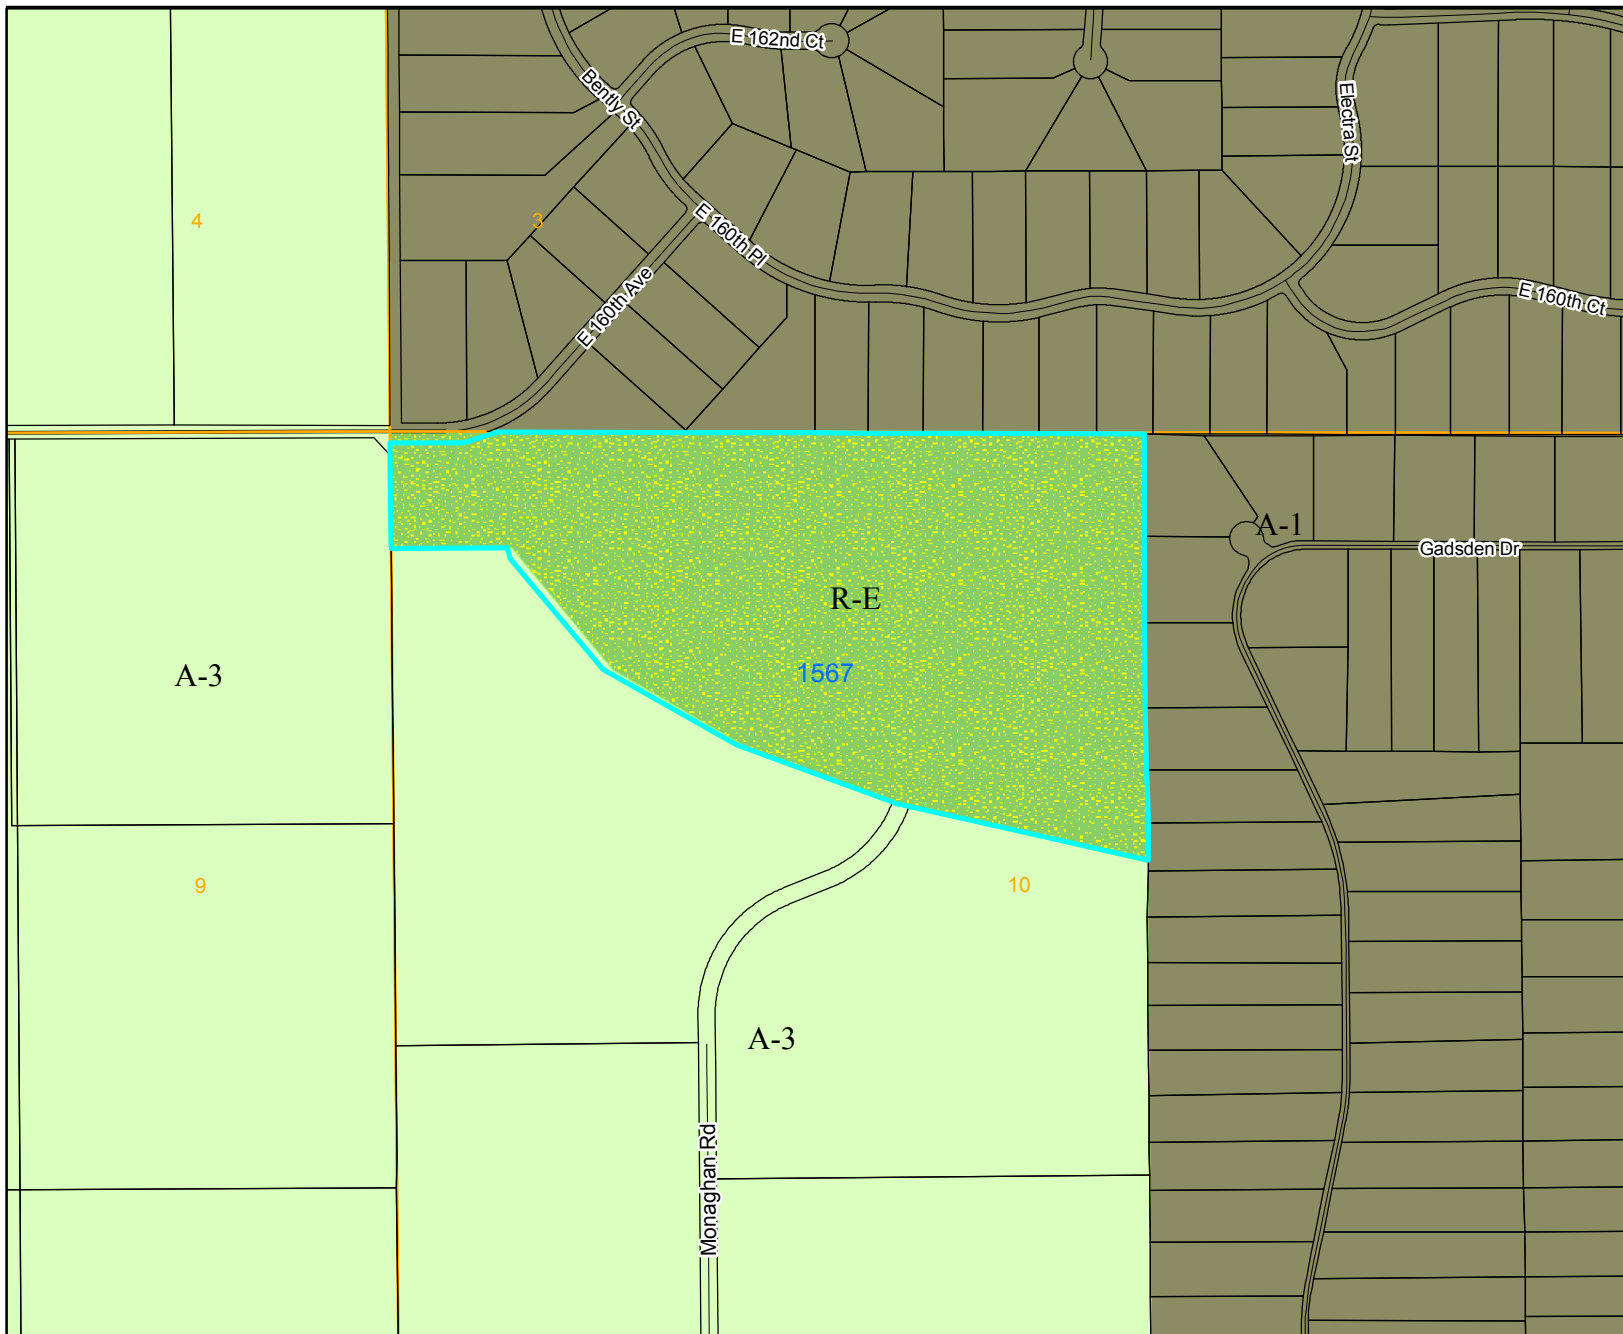 E 162nd Ct
Bently St
Electra St
4
3
E 160th Pl
E 160th Ave
E 160th Ct
A-1
Gadsden Dr
R-E
1567
A-3
9
10
A-3
Monaghan Rd